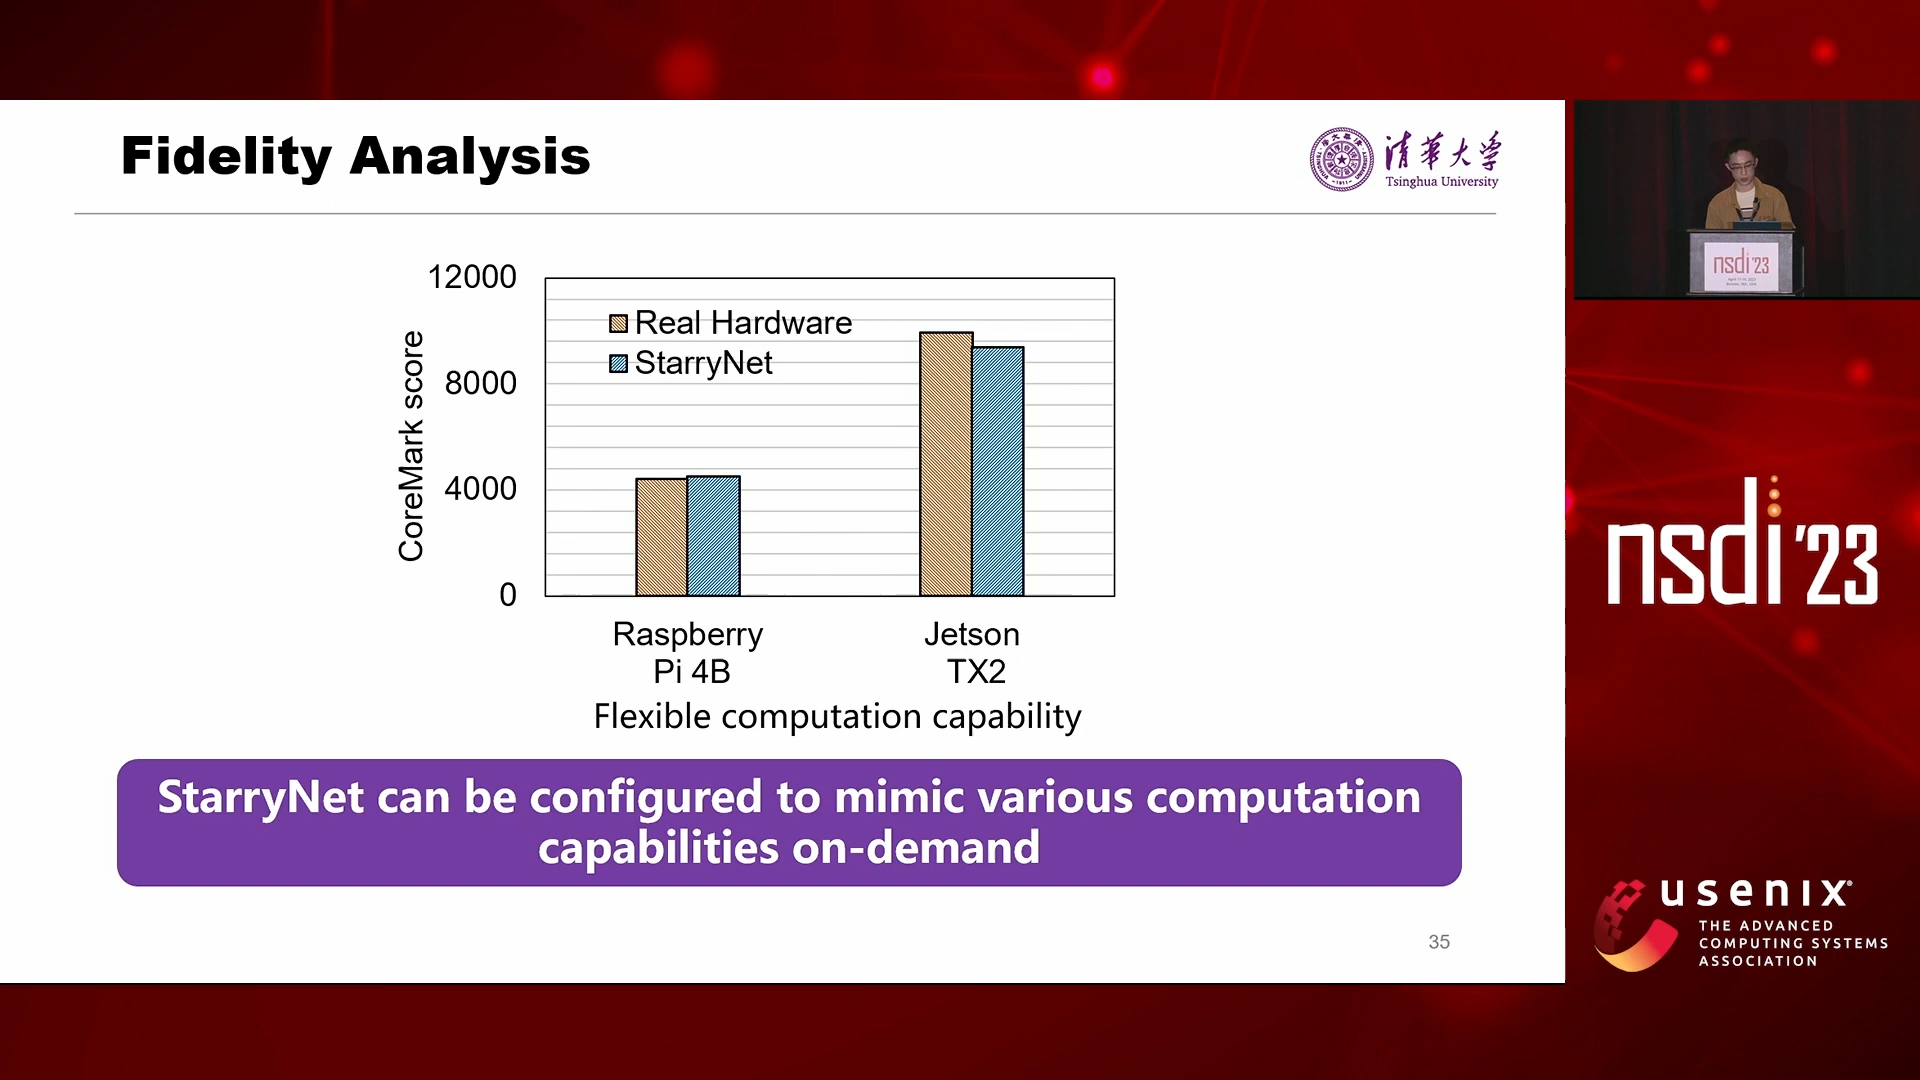 Fidelity Analysis
清華大学
Tsinghua University
12000
8000
4000
0
CoreMark score
Real Hardware
StarryNet
Raspberry
Pi 4B
Jetson
TX2
Flexible computation capability
StarryNet can be configured to mimic various computation
capabilities on-demand
35
nsdi'23
nsdi'23
usenix®
THE ADVANCED
COMPUTING SYSTEMS
ASSOCIATION